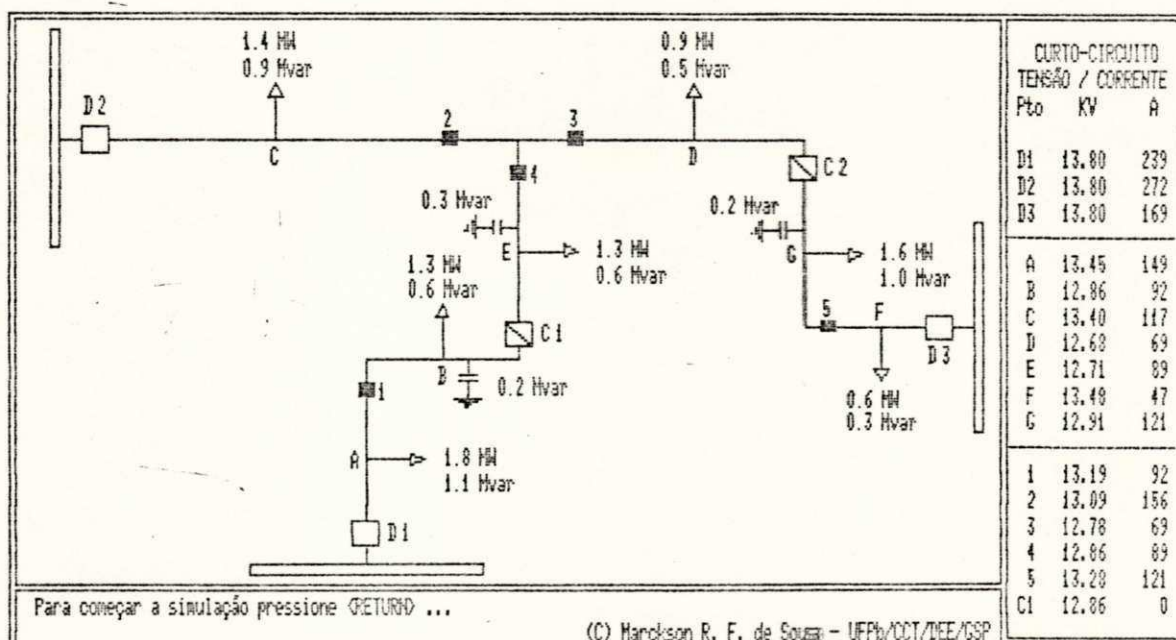 1.4 MW
0.9 Mvar
0.9 MW
0.5 Mvar
D2
2
3
C
D
4
C2
0.3 Mvar
0.2 Mvar
E
1.3 MW
0.6 Mvar
G
1.6 MW
1.0 Mvar
1.3 MW
0.6 Mvar
C1
5
F
D3
B
0.2 Mvar
1
0.6 MW
0.3 Mvar
A
1.8 MW
1.1 Mvar
D1
CURTO-CIRCUITO
TENSÃO / CORRENTE
Pto KV A
D1 13.80 239
D2 13.80 272
D3 13.80 169
A 13.45 149
B 12.86 92
C 13.40 117
D 12.68 69
E 12.71 89
F 13.48 47
G 12.91 121
1 13.19 92
2 13.09 156
3 12.78 69
4 12.86 89
5 13.28 121
C1 12.86 0
Para começar a simulação pressione <RETURN> ...
(C) Marckson R. F. de Sousa - UFPb/CCT/DEE/GSP